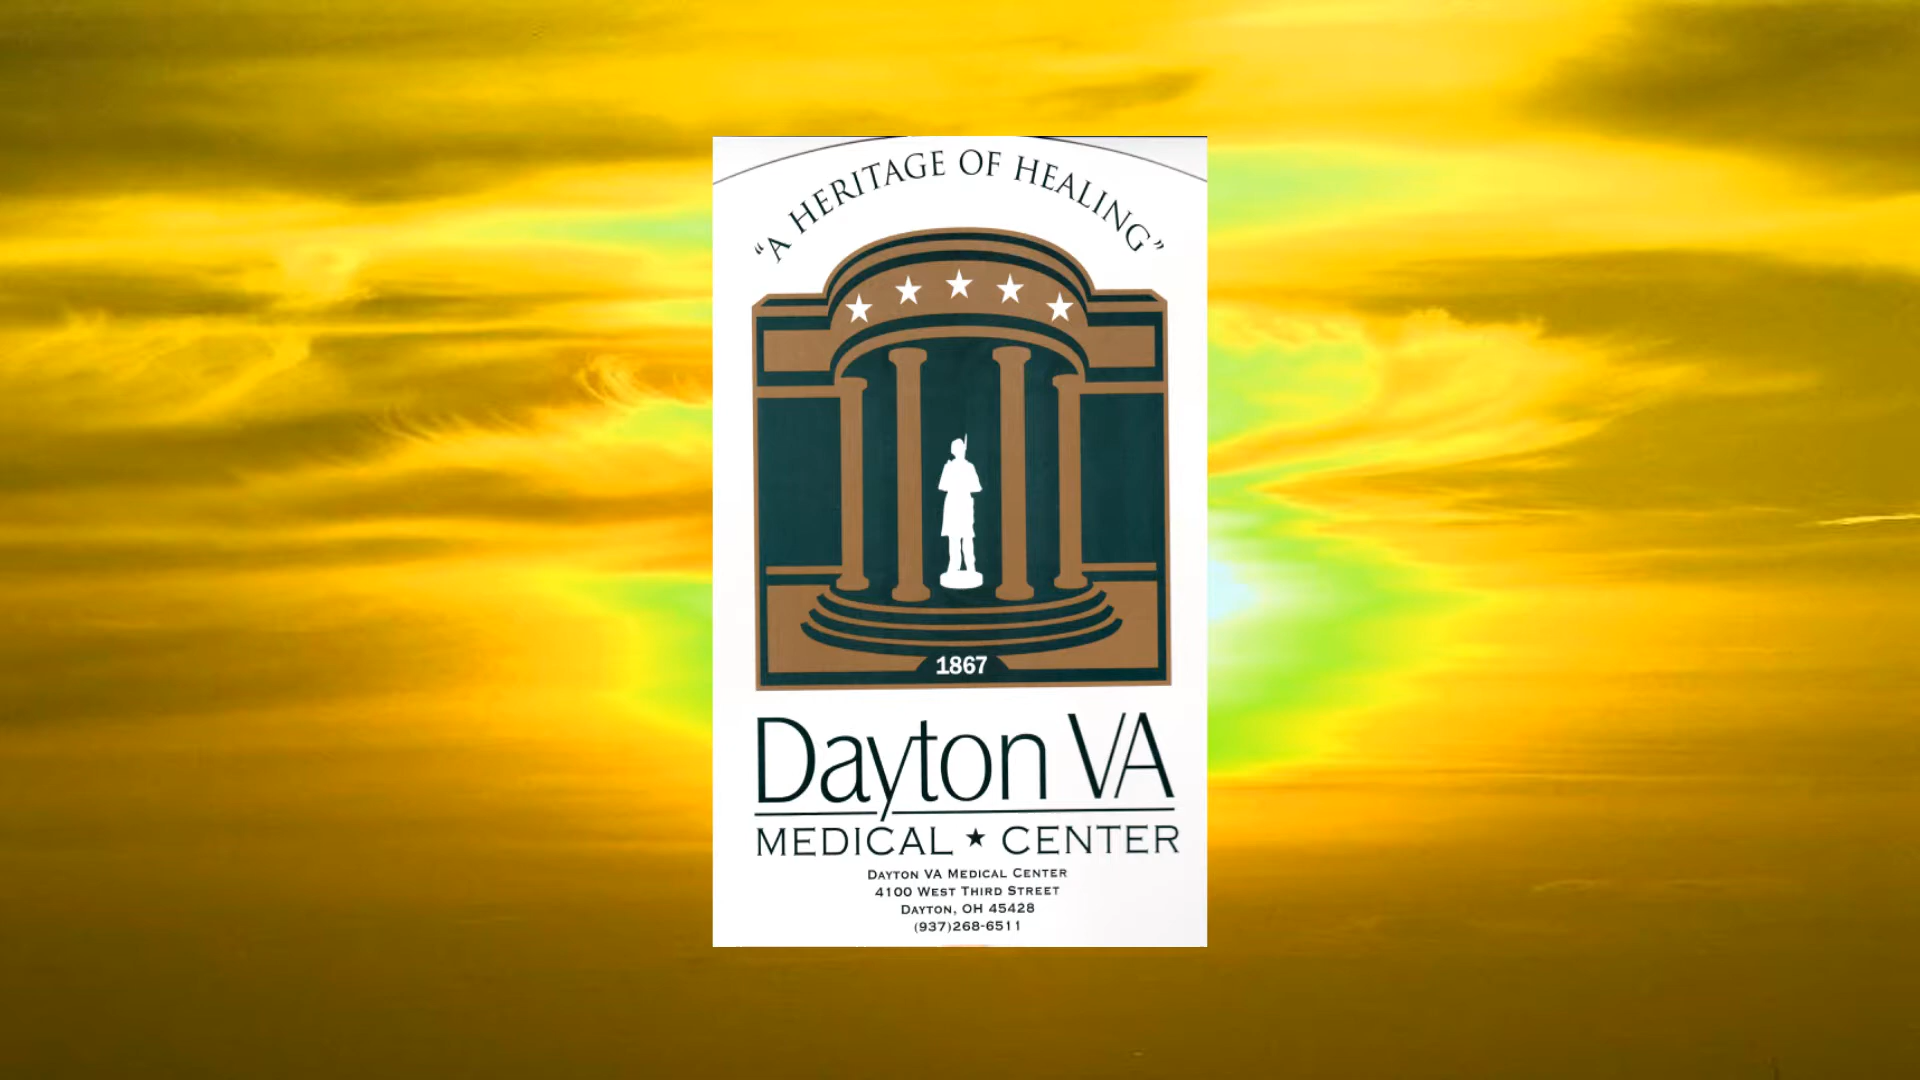 "A HERITAGE OF HEALING"
1867
Dayton VA
MEDICAL ★ CENTER
DAYTON VA MEDICAL CENTER
4100 WEST THIRD STREET
DAYTON, OH 45428
(937)268-6511